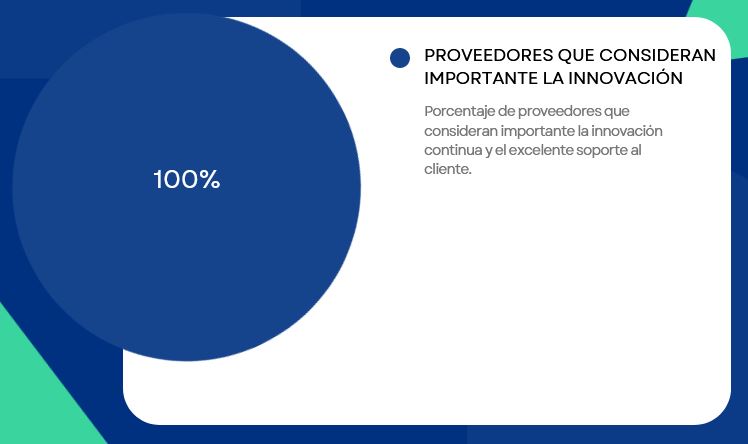 100%
PROVEEDORES QUE CONSIDERAN
IMPORTANTE LA INNOVACIÓN
Porcentaje de proveedores que
consideran importante la innovación
continua y el excelente soporte al
cliente.